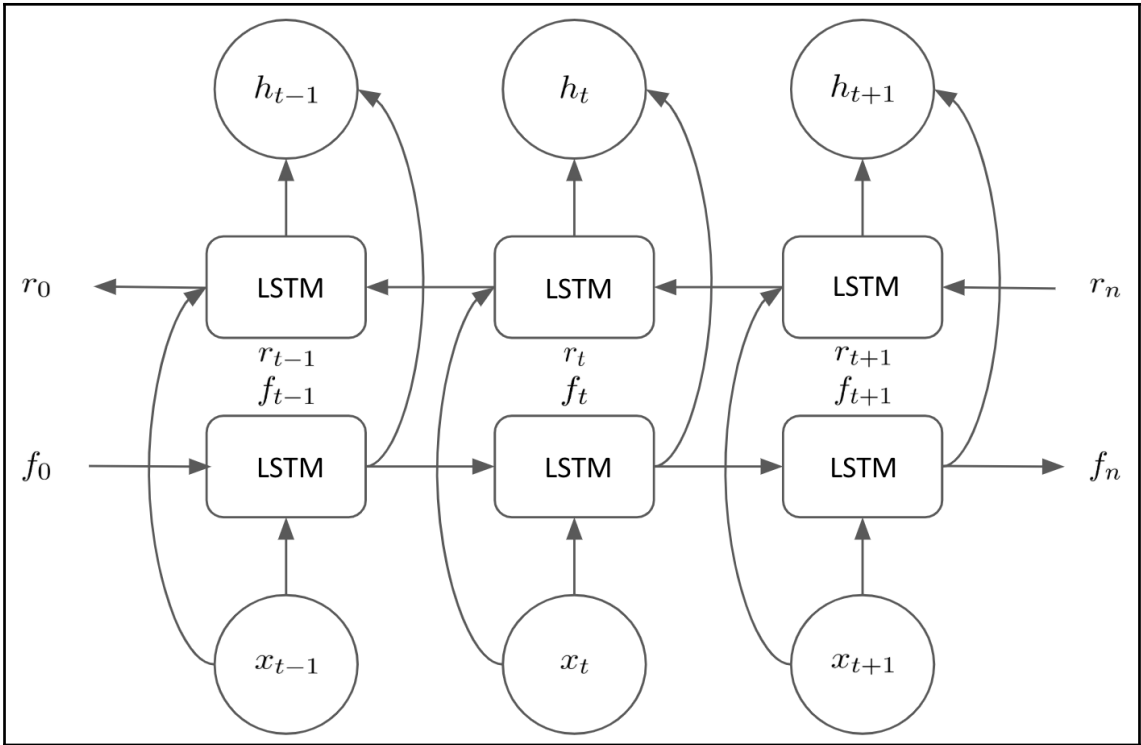 h_{t-1} h_t h_{t+1}
r_0 LSTM LSTM LSTM r_n
r_{t-1} r_t r_{t+1}
f_{t-1} f_t f_{t+1}
f_0 LSTM LSTM LSTM f_n
x_{t-1} x_t x_{t+1}